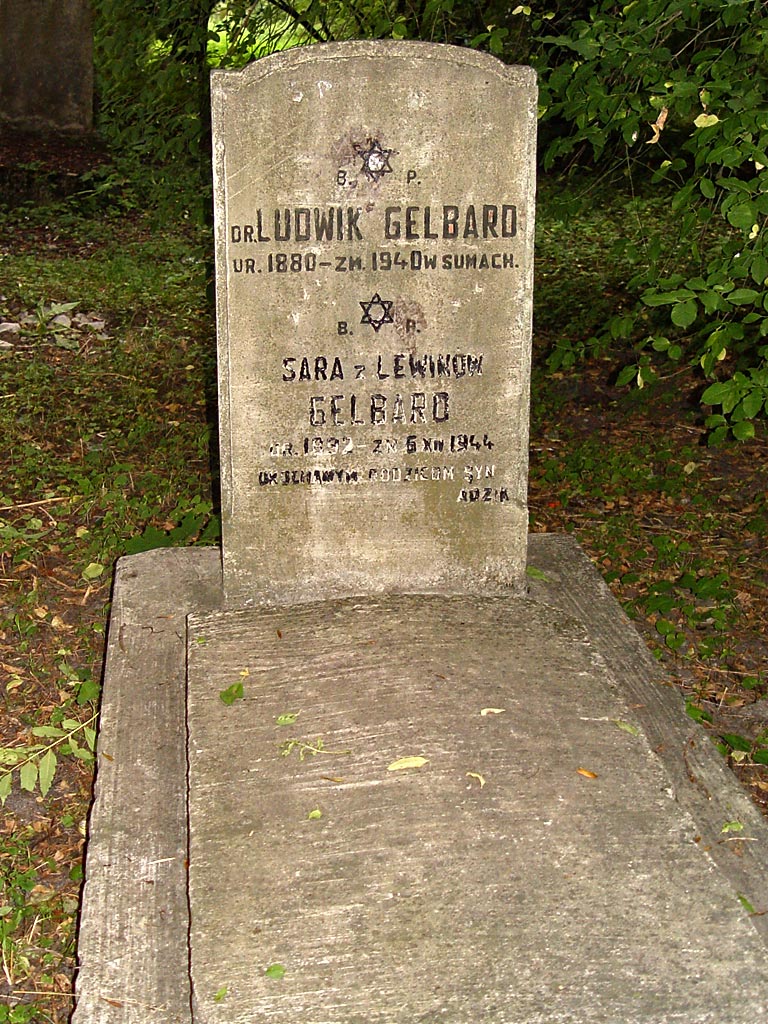 B. P.
DR. LUDWIK GELBARD
UR. 1880 - ZM. 1940 W SUMACH.
B. P.
SARA z LEWINOW
GELBARD
UR. 1892 - ZM 6 XII 1944
UKOCHANYM RODZICOM SYN
ADZIK